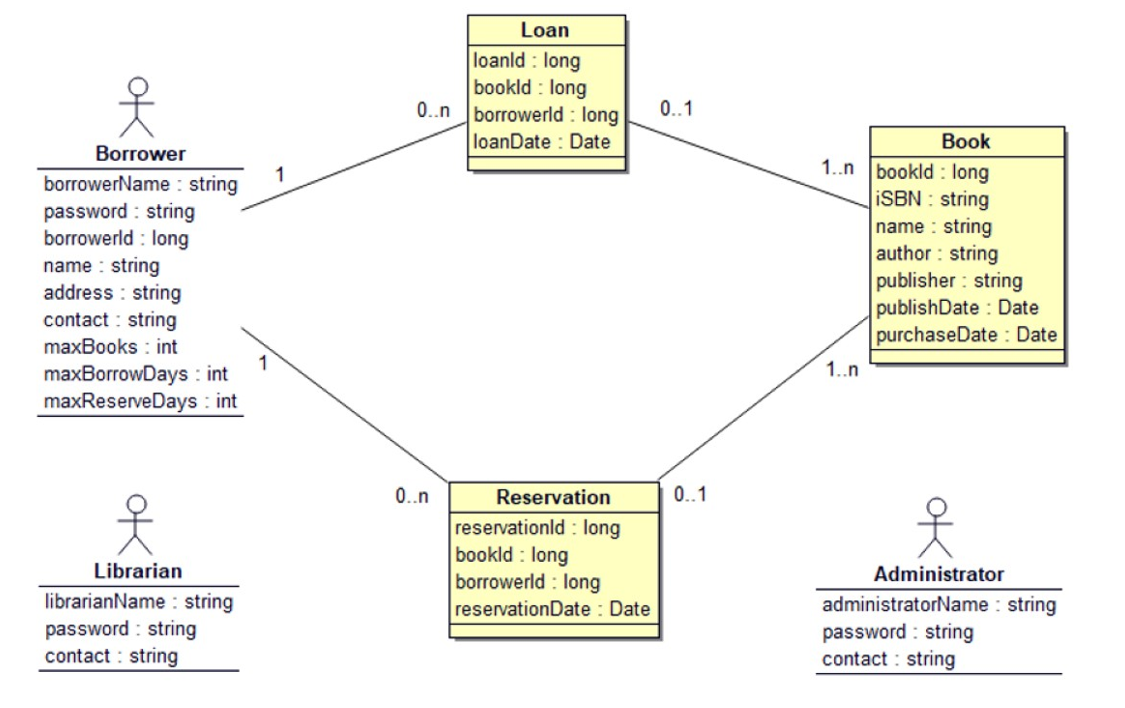 Loan
loanId : long
bookId : long
borrowerId : long
loanDate : Date
0..n
0..1
1
Borrower
borrowerName : string
password : string
borrowerId : long
name : string
address : string
contact : string
maxBooks : int
maxBorrowDays : int
maxReserveDays : int
1..n
Book
bookId : long
iSBN : string
name : string
author : string
publisher : string
publishDate : Date
purchaseDate : Date
1
1..n
0..n
0..1
Reservation
reservationId : long
bookId : long
borrowerId : long
reservationDate : Date
Librarian
librarianName : string
password : string
contact : string
Administrator
administratorName : string
password : string
contact : string